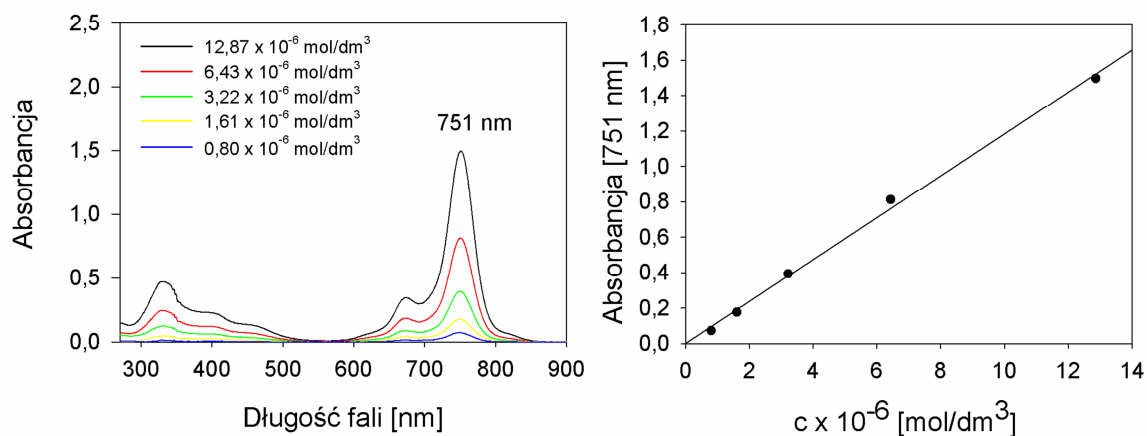 2,5
2,0
1,5
1,0
0,5
0,0
Absorbancja
12,87 x 10⁻⁶ mol/dm³
6,43 x 10⁻⁶ mol/dm³
3,22 x 10⁻⁶ mol/dm³
1,61 x 10⁻⁶ mol/dm³
0,80 x 10⁻⁶ mol/dm³
751 nm
300 400 500 600 700 800 900
Długość fali [nm]
1,8
1,6
1,4
1,2
1,0
0,8
0,6
0,4
0,2
0,0
Absorbancja [751 nm]
0 2 4 6 8 10 12 14
c x 10⁻⁶ [mol/dm³]